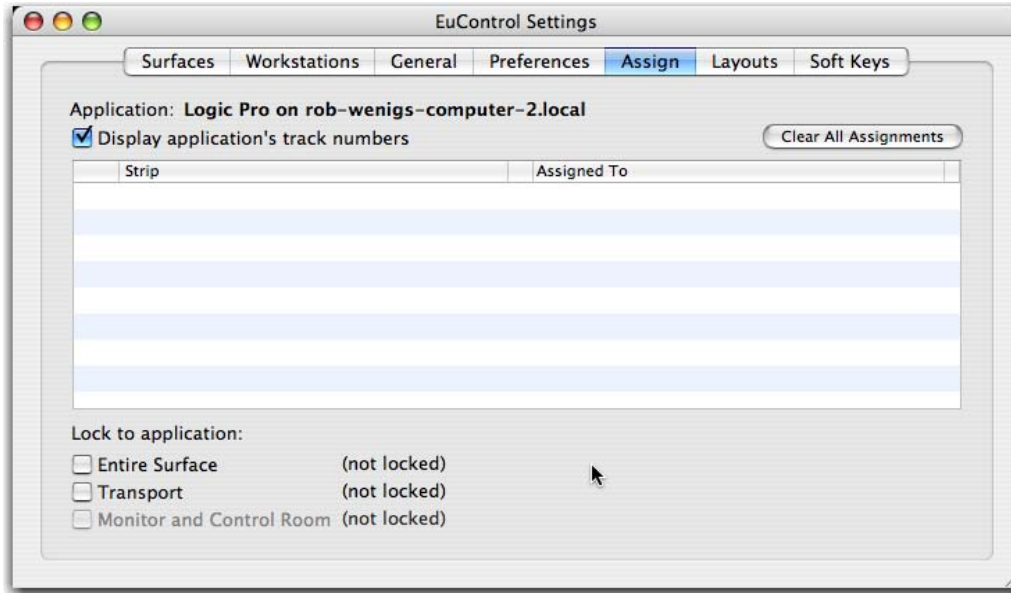 EuControl Settings
Surfaces Workstations General Preferences Assign Layouts Soft Keys
Application: Logic Pro on rob-wenigs-computer-2.local
Display application's track numbers Clear All Assignments
Strip Assigned To
Lock to application:
Entire Surface (not locked)
Transport (not locked)
Monitor and Control Room (not locked)